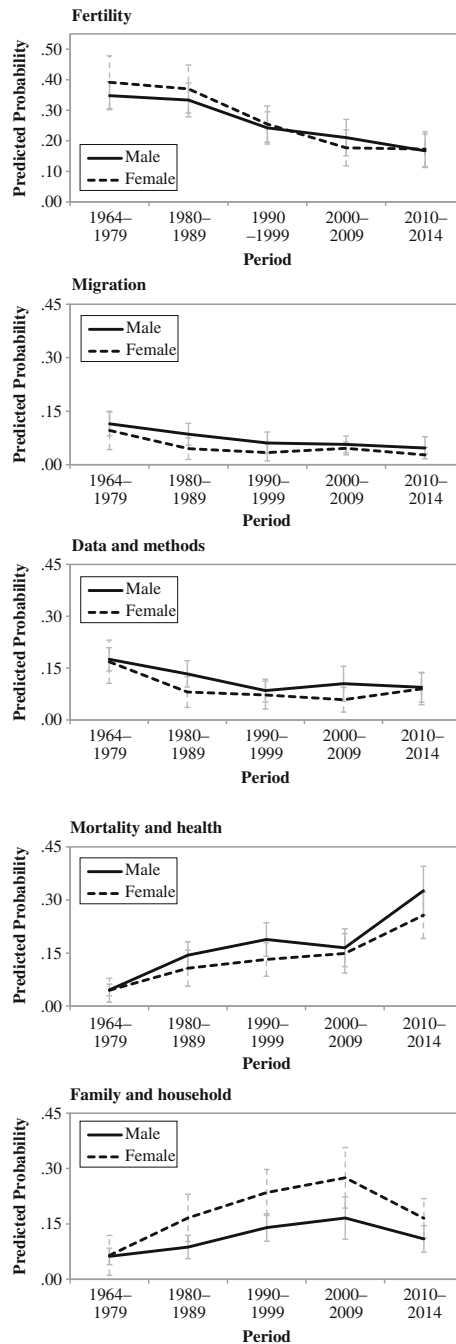 Fertility
Predicted Probability
.50
.40
.30
.20
.10
.00
Male
Female
1964–
1979
1980–
1989
1990
–1999
2000–
2009
2010–
2014
Period
Migration
Predicted Probability
.45
.30
.15
.00
Male
Female
1964–
1979
1980–
1989
1990–
1999
2000–
2009
2010–
2014
Period
Data and methods
Predicted Probability
.45
.30
.15
.00
Male
Female
1964–
1979
1980–
1989
1990–
1999
2000–
2009
2010–
2014
Period
Mortality and health
Predicted Probability
.45
.30
.15
.00
Male
Female
1964–
1979
1980–
1989
1990–
1999
2000–
2009
2010–
2014
Period
Family and household
Predicted Probability
.45
.30
.15
.00
Male
Female
1964–
1979
1980–
1989
1990–
1999
2000–
2009
2010–
2014
Period